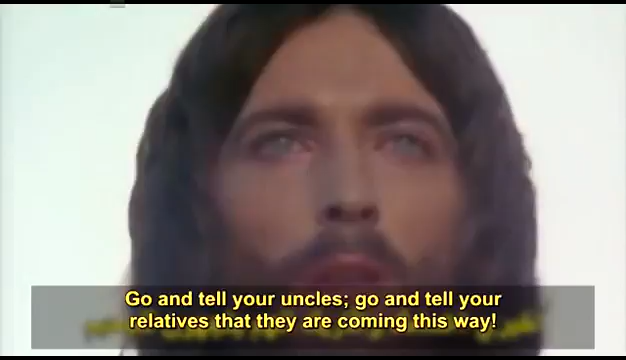 Go and tell your uncles; go and tell your
relatives that they are coming this way!